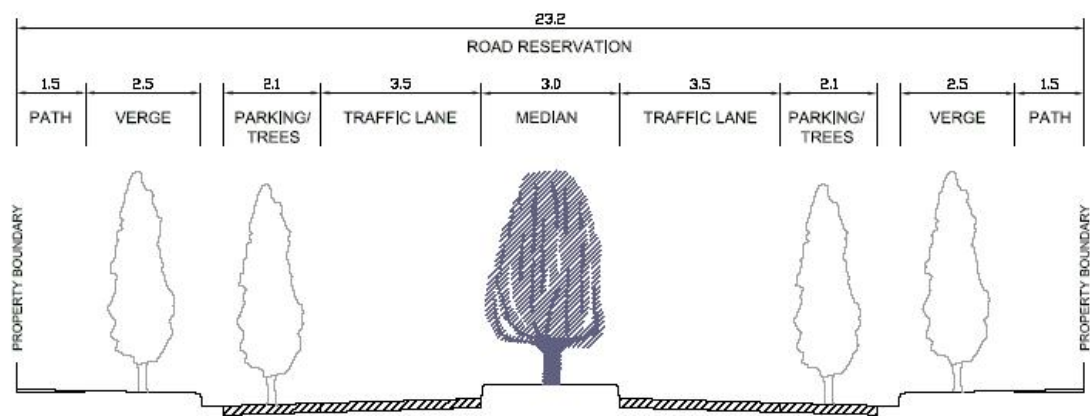 23.2
ROAD RESERVATION
1.5 2.5 2.1 3.5 3.0 3.5 2.1 2.5 1.5
PATH VERGE PARKING/ TRAFFIC LANE MEDIAN TRAFFIC LANE PARKING/ VERGE PATH
TREES TREES
PROPERTY BOUNDARY
PROPERTY BOUNDARY